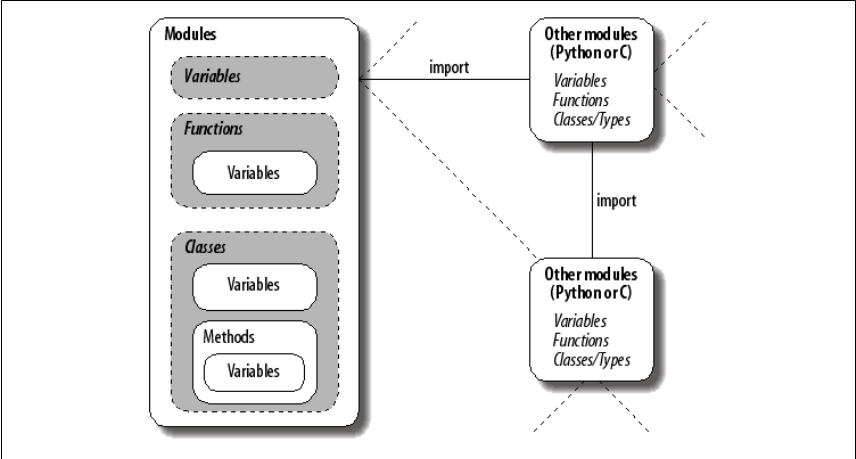 Modules
Variables
Functions
Variables
Classes
Variables
Methods
Variables
import
Other modules
(Python or C)
Variables
Functions
Classes/Types
import
Other modules
(Python or C)
Variables
Functions
Classes/Types